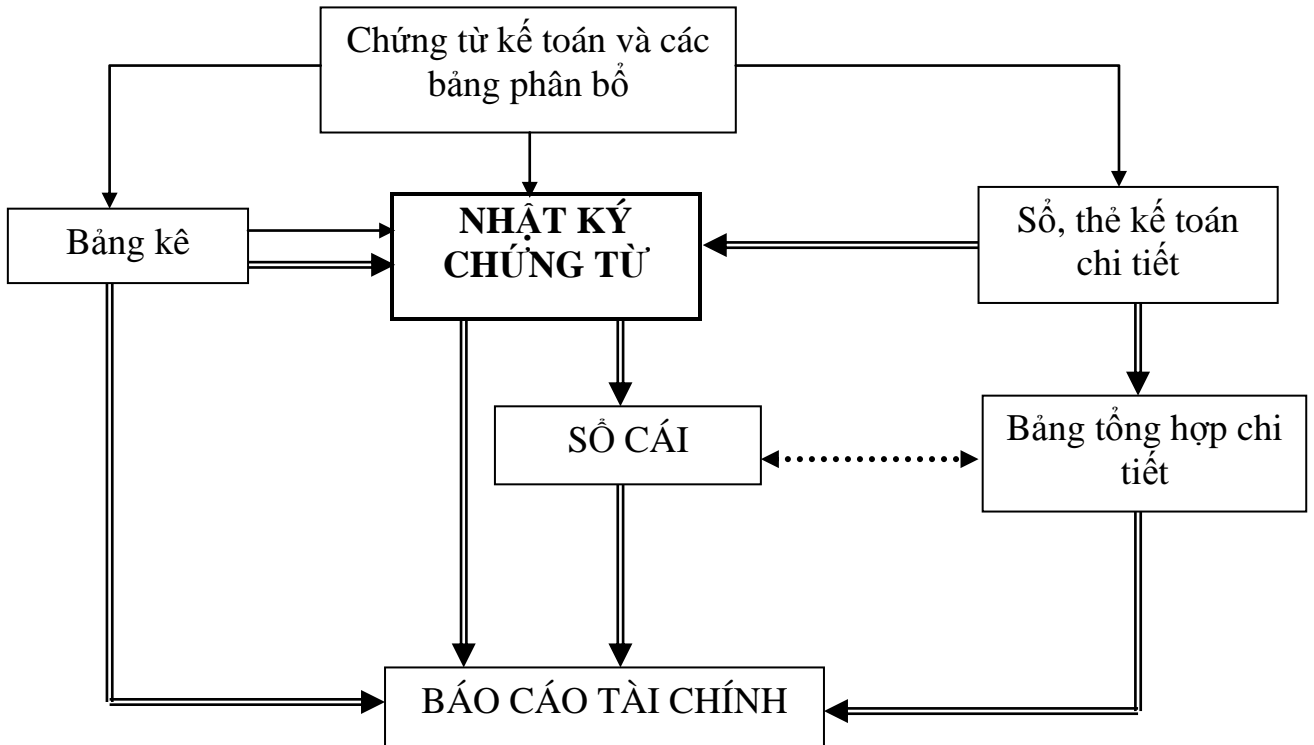 Chứng từ kế toán và các
bảng phân bổ
Bảng kê
NHẬT KÝ
CHỨNG TỪ
Sổ, thẻ kế toán
chi tiết
SỔ CÁI
Bảng tổng hợp chi
tiết
BÁO CÁO TÀI CHÍNH